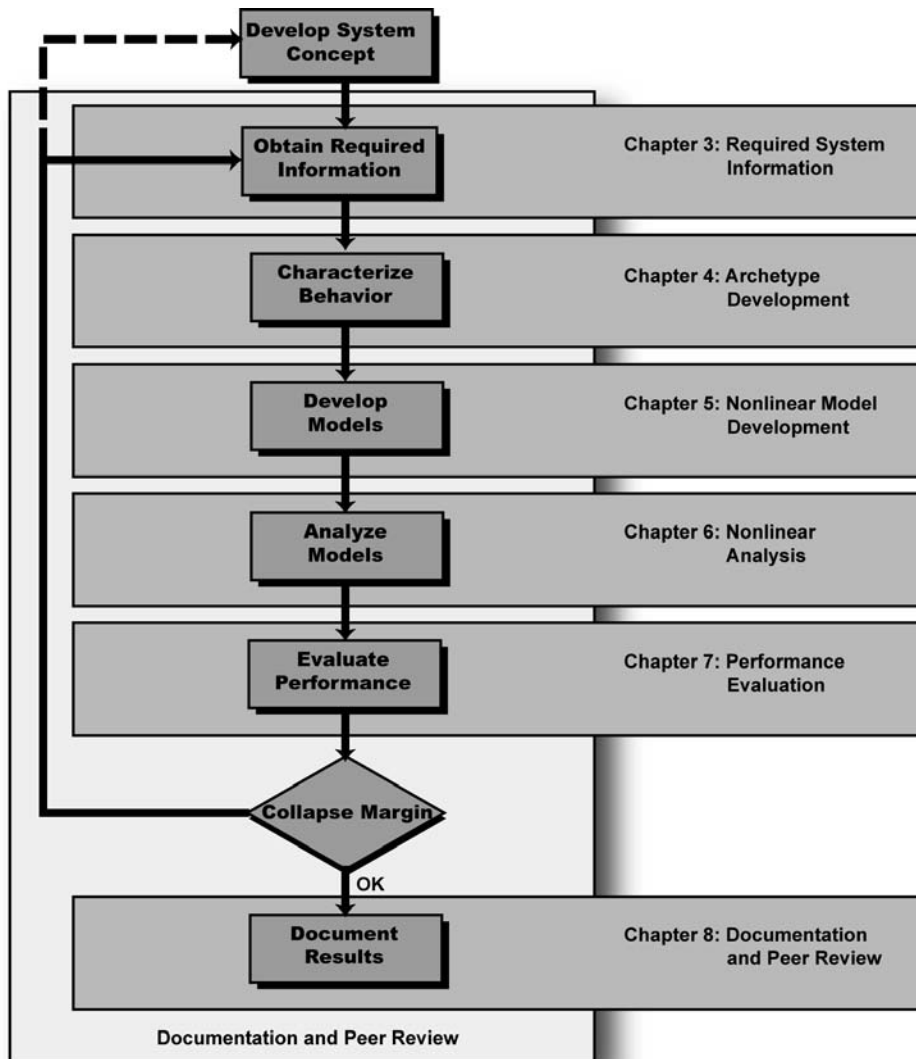 Develop System
Concept
Obtain Required
Information
Chapter 3: Required System
Information
Characterize
Behavior
Chapter 4: Archetype
Development
Develop
Models
Chapter 5: Nonlinear Model
Development
Analyze
Models
Chapter 6: Nonlinear
Analysis
Evaluate
Performance
Chapter 7: Performance
Evaluation
Collapse Margin
OK
Document
Results
Chapter 8: Documentation
and Peer Review
Documentation and Peer Review